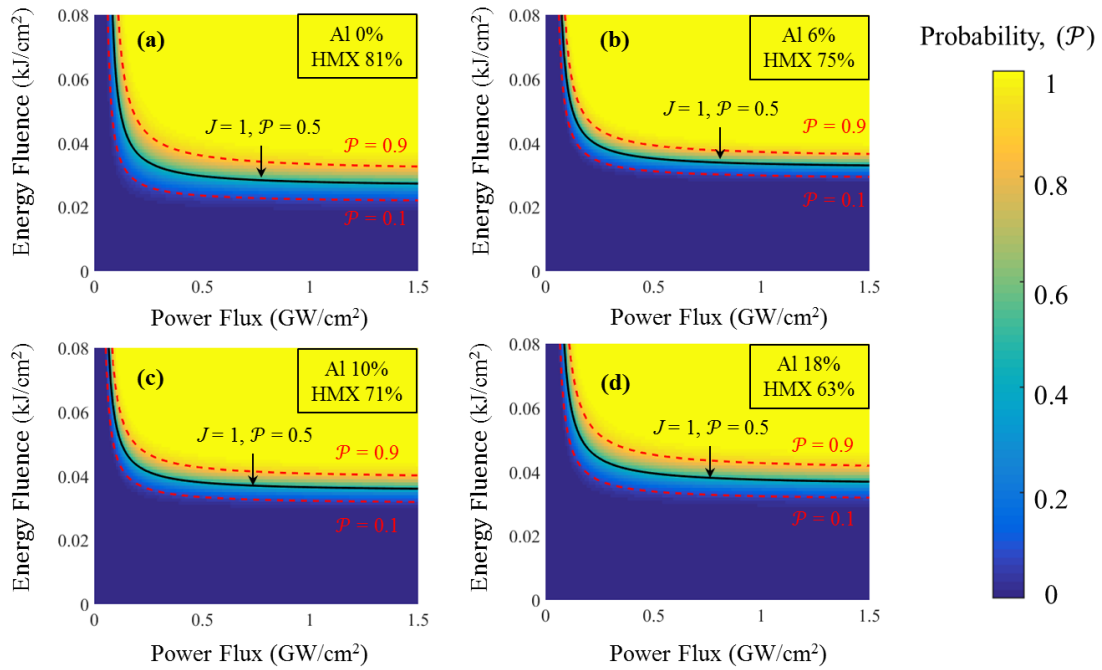 0.08
0.06
0.04
0.02
0
Energy Fluence (kJ/cm²)
(a)
Al 0%
HMX 81%
J = 1, 𝒫 = 0.5
𝒫 = 0.9
𝒫 = 0.1
0
0.5
1
1.5
Power Flux (GW/cm²)
0.08
0.06
0.04
0.02
0
Energy Fluence (kJ/cm²)
(b)
Al 6%
HMX 75%
J = 1, 𝒫 = 0.5
𝒫 = 0.9
𝒫 = 0.1
0
0.5
1
1.5
Power Flux (GW/cm²)
Probability, (𝒫)
1
0.8
0.6
0.4
0.2
0
0.08
0.06
0.04
0.02
0
Energy Fluence (kJ/cm²)
(c)
Al 10%
HMX 71%
J = 1, 𝒫 = 0.5
𝒫 = 0.9
𝒫 = 0.1
0
0.5
1
1.5
Power Flux (GW/cm²)
0.08
0.06
0.04
0.02
0
Energy Fluence (kJ/cm²)
(d)
Al 18%
HMX 63%
J = 1, 𝒫 = 0.5
𝒫 = 0.9
𝒫 = 0.1
0
0.5
1
1.5
Power Flux (GW/cm²)